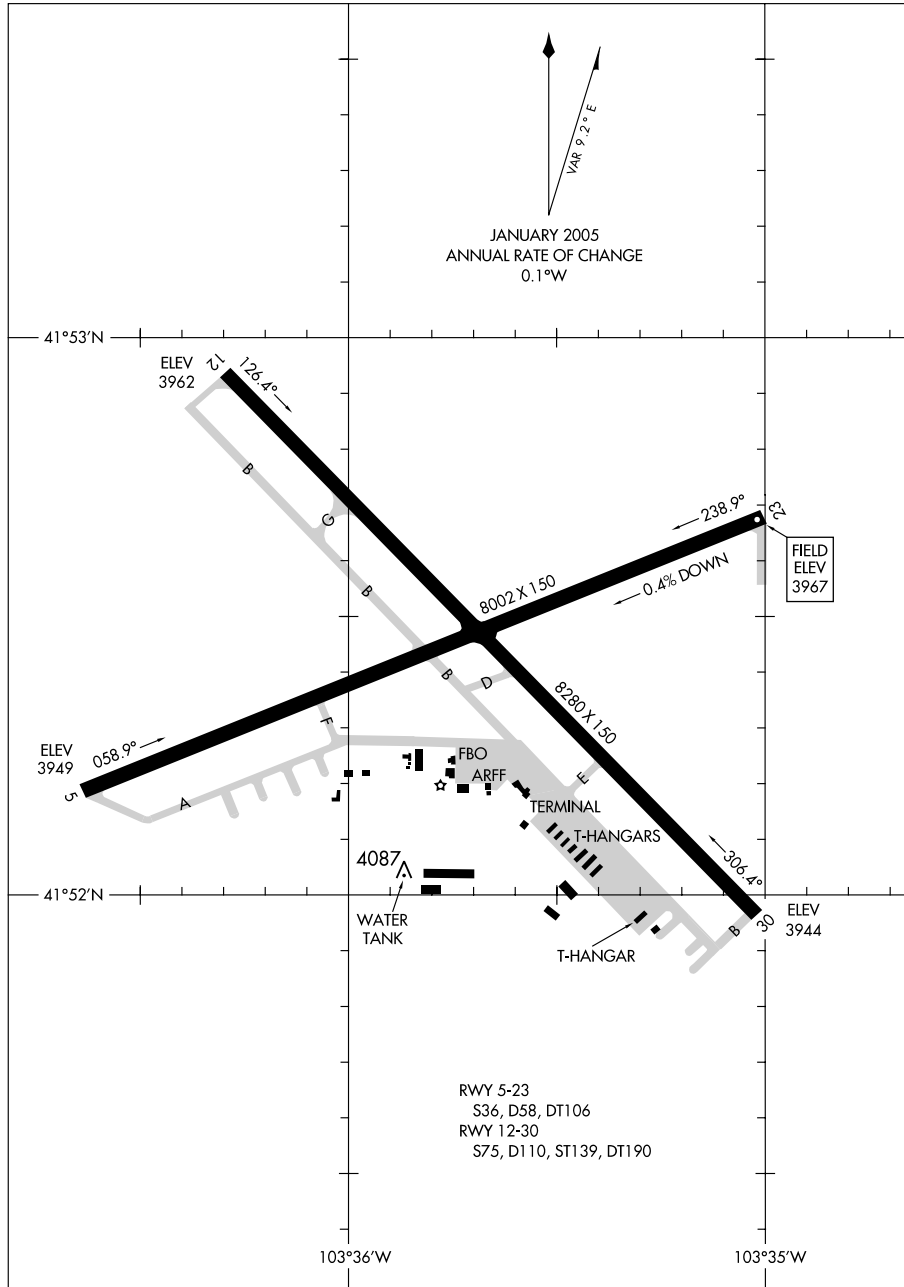 VAR 9.2° E
JANUARY 2005
ANNUAL RATE OF CHANGE
0.1°W
41°53'N
ELEV
3962
12
126.4°
B
G
238.9°
23
FIELD
ELEV
3967
0.4% DOWN
8002 X 150
B
B
D
8280 X 150
F
ELEV
3949
058.9°
5
A
FBO
ARFF
E
TERMINAL
T-HANGARS
4087
306.4°
41°52'N
WATER
TANK
B
30
ELEV
3944
T-HANGAR
RWY 5-23
S36, D58, DT106
RWY 12-30
S75, D110, ST139, DT190
103°36'W
103°35'W